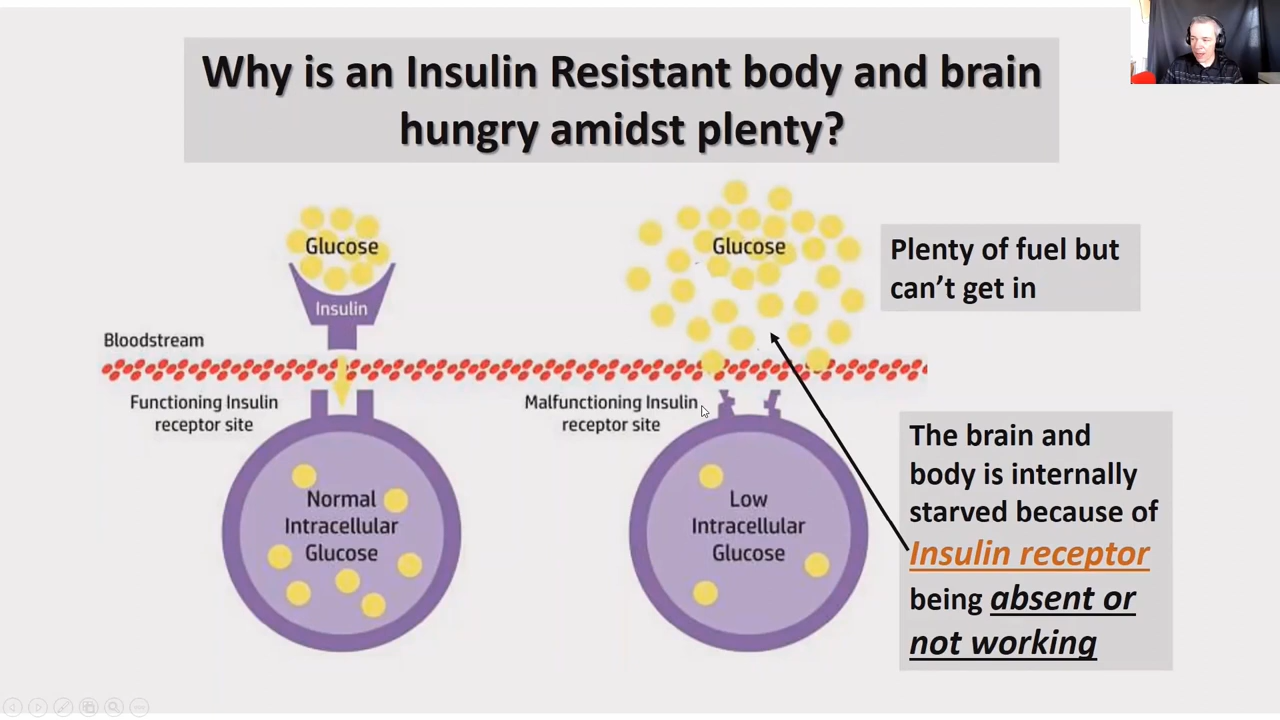 Why is an Insulin Resistant body and brain
hungry amidst plenty?
Glucose
Insulin
Bloodstream
Functioning Insulin
receptor site
Normal
Intracellular
Glucose
Glucose
Malfunctioning Insulin
receptor site
Low
Intracellular
Glucose
Plenty of fuel but
can’t get in
The brain and
body is internally
starved because of
Insulin receptor
being absent or
not working